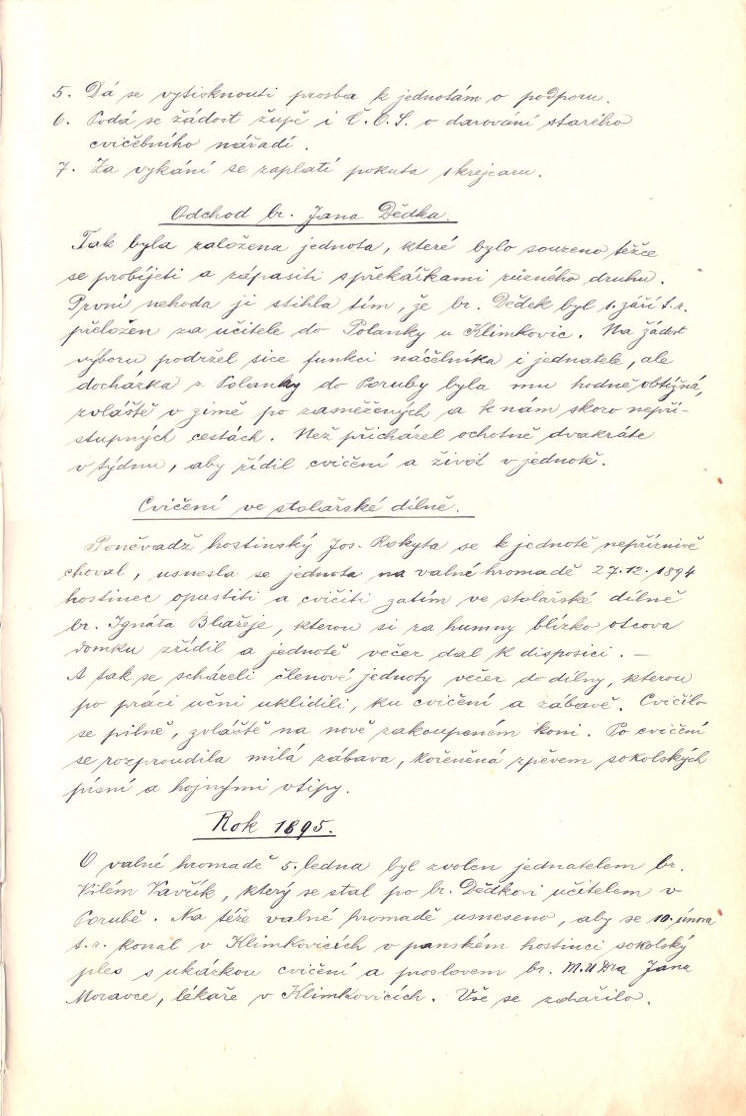 5. Dá se vytisknouti prosba k jednotám o podporu.
6. Podá se žádost župě i Č.O.S. o darování starého
cvičebního nářadí.
7. Za vykání se zaplatí pokuta 1 krejcaru.
Odchod br. Jana Dědka.
Tak byla založena jednota, které bylo souzeno těžce
se probíjeti a zápasiti s překážkami různého druhu.
První nehoda ji stihla tím, že br. Dědek byl 1. září t.r.
přeložen za učitele do Polanky u Klimkovic. Na žádost
výboru podržel sice funkci náčelníka i jednatele, ale
docházka z Polanky do Poruby byla mu hodně obtížná,
zvláště v zimě po zasněžených a k nám skoro nepří-
stupných cestách. Než přicházel ochotně dvakráte
v týdnu, aby řídil cvičení a život v jednotě.
Cvičení ve stolařské dílně.
Poněvadž hostinský Jos. Rokyta se k jednotě nepříznivě
choval, usnesla se jednota na valné hromadě 27.12.1894
hostinec opustiti a cvičiti zatím ve stolařské dílně
br. Ignáta Blažeje, kterou si za humny blízko otcova
domku zřídil a jednotě večer dal k disposici. —
A tak se scházeli členové jednoty večer do dílny, kterou
po práci učni uklidili, ku cvičení a zábavě. Cvičilo
se pilně, zvláště na nově zakoupeném koni. Po cvičení
se rozproudila milá zábava, kořeněná zpěvem sokolských
písní a hojnými vtipy.
Rok 1895.
O valné hromadě 5. ledna byl zvolen jednatelem br.
Vilém Vavřík, který se stal po br. Dědkovi učitelem v
Porubě. Na téže valné hromadě usneseno, aby se 10. února
t.r. konal v Klimkovicích v panském hostinci sokolský
ples s ukázkou cvičení a proslovem br. M.U Dra Jana
Moravce, lékaře v Klimkovicích. Vše se zdařilo.